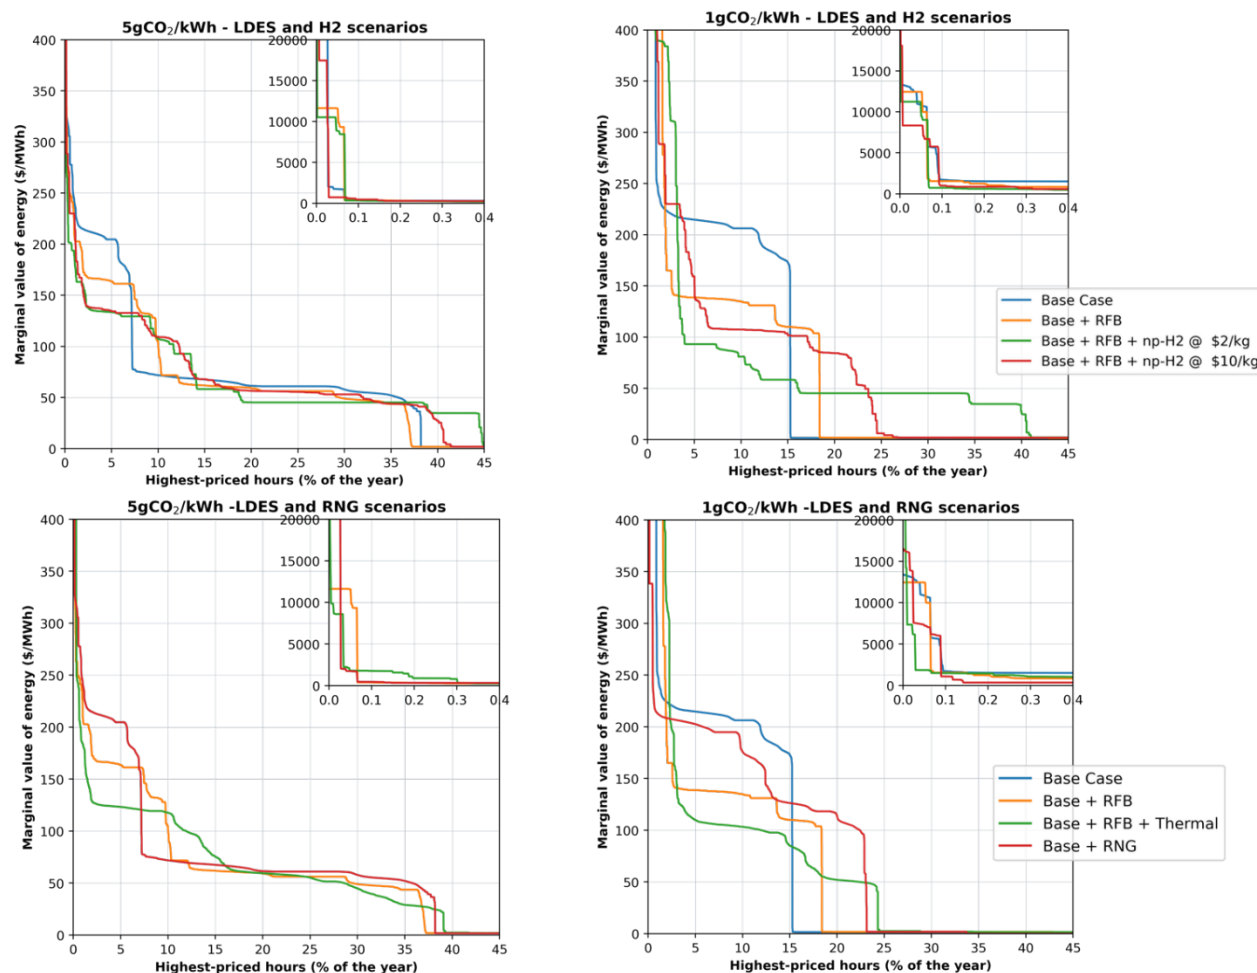 5gCO₂/kWh - LDES and H2 scenarios
400
350
300
250
200
150
100
50
0
Marginal value of energy ($/MWh)
20000
15000
10000
5000
0
0.0 0.1 0.2 0.3 0.4
0 5 10 15 20 25 30 35 40 45
Highest-priced hours (% of the year)
1gCO₂/kWh - LDES and H2 scenarios
400
350
300
250
200
150
100
50
0
Marginal value of energy ($/MWh)
20000
15000
10000
5000
0
0.0 0.1 0.2 0.3 0.4
Base Case
Base + RFB
Base + RFB + np-H2 @ $2/kg
Base + RFB + np-H2 @ $10/kg
0 5 10 15 20 25 30 35 40 45
Highest-priced hours (% of the year)
5gCO₂/kWh -LDES and RNG scenarios
400
350
300
250
200
150
100
50
0
Marginal value of energy ($/MWh)
20000
15000
10000
5000
0
0.0 0.1 0.2 0.3 0.4
0 5 10 15 20 25 30 35 40 45
Highest-priced hours (% of the year)
1gCO₂/kWh -LDES and RNG scenarios
400
350
300
250
200
150
100
50
0
Marginal value of energy ($/MWh)
20000
15000
10000
5000
0
0.0 0.1 0.2 0.3 0.4
Base Case
Base + RFB
Base + RFB + Thermal
Base + RNG
0 5 10 15 20 25 30 35 40 45
Highest-priced hours (% of the year)